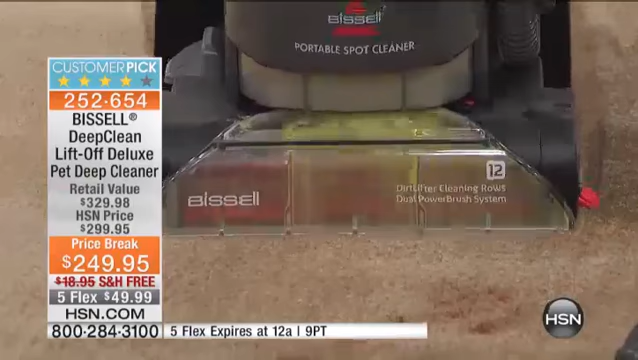 CUSTOMER PICK
252-654
BISSELL®
DeepClean
Lift-Off Deluxe
Pet Deep Cleaner
Retail Value
$329.98
HSN Price
$299.95
Price Break
$249.95
$18.95 S&H FREE
5 Flex $49.99
HSN.COM
800-284-3100
5 Flex Expires at 12a | 9PT
BISSELL
PORTABLE SPOT CLEANER
12
BISSELL
DirtLifter Cleaning Rows
Dual PowerBrush System
HSN